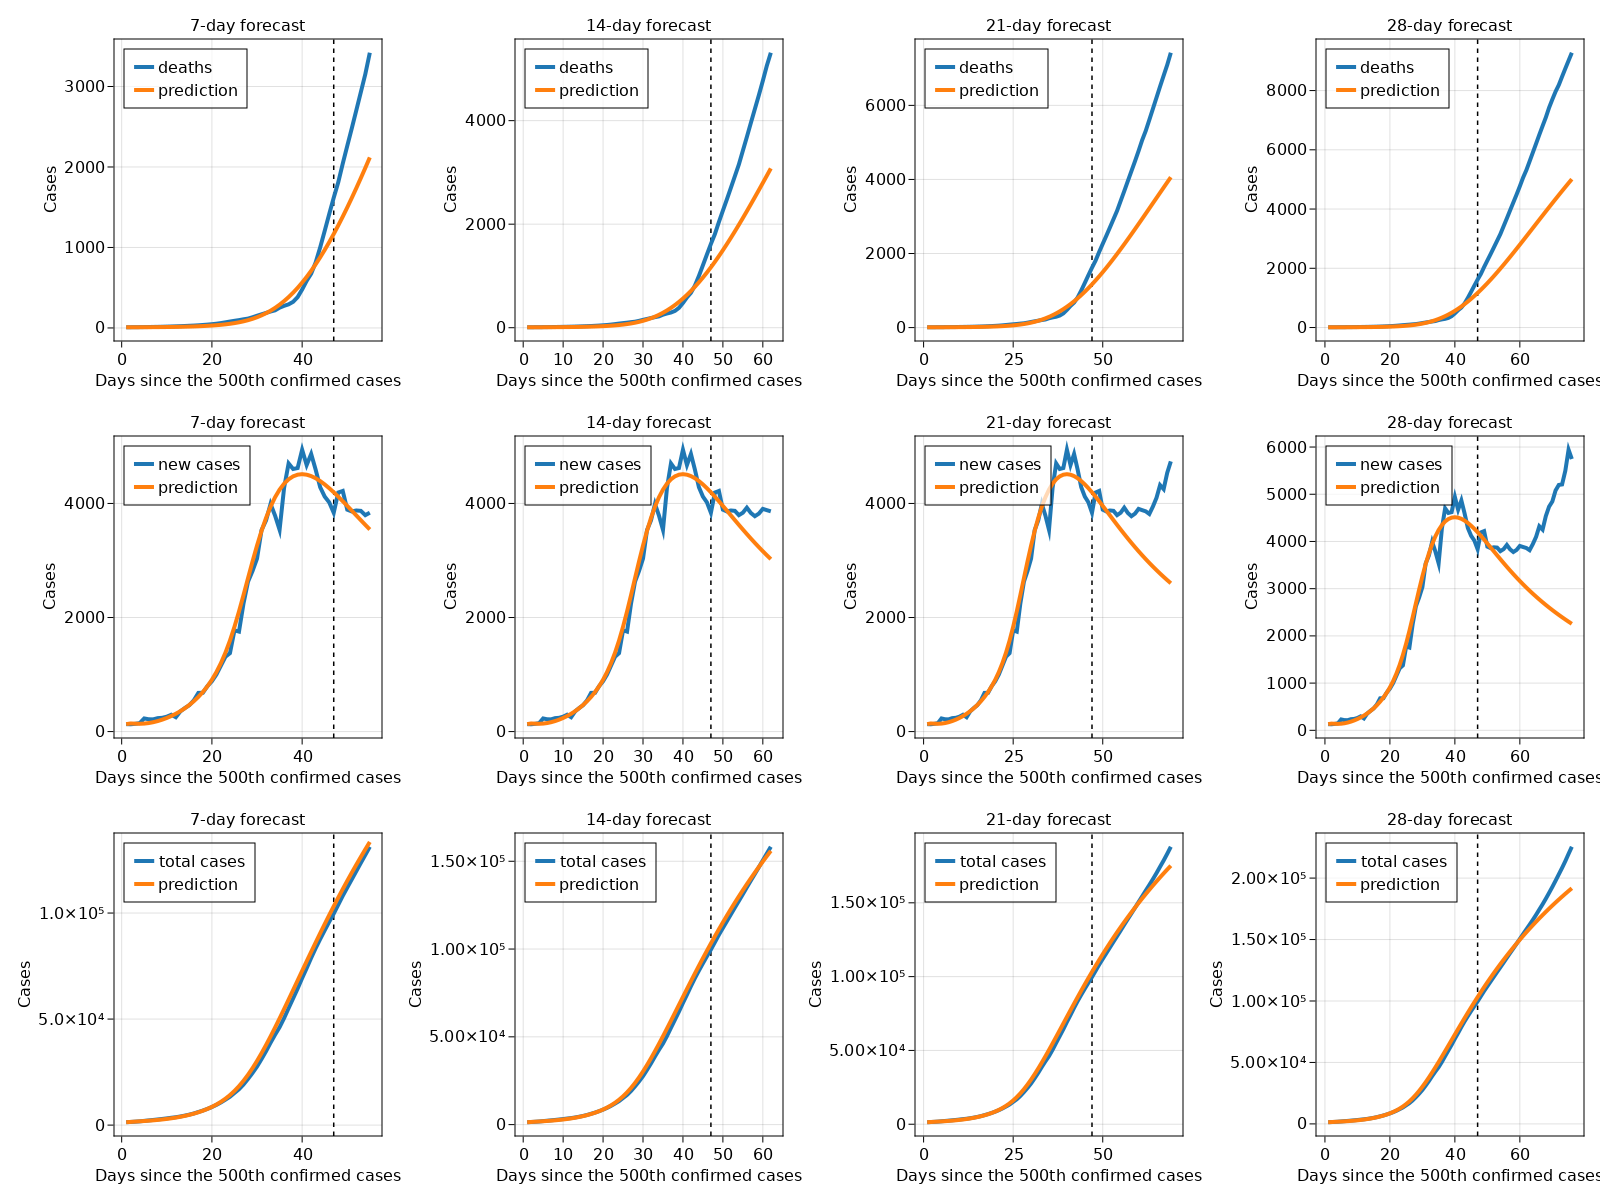 7-day forecast
14-day forecast
21-day forecast
28-day forecast
deaths
prediction
Cases
3000
2000
1000
0
0 20 40
Days since the 500th confirmed cases
deaths
prediction
Cases
4000
2000
0
0 10 20 30 40 50 60
Days since the 500th confirmed cases
deaths
prediction
Cases
6000
4000
2000
0
0 25 50
Days since the 500th confirmed cases
deaths
prediction
Cases
8000
6000
4000
2000
0
0 20 40 60
Days since the 500th confirmed cases
7-day forecast
14-day forecast
21-day forecast
28-day forecast
new cases
prediction
Cases
4000
2000
0
0 20 40
Days since the 500th confirmed cases
new cases
prediction
Cases
4000
2000
0
0 10 20 30 40 50 60
Days since the 500th confirmed cases
new cases
prediction
Cases
4000
2000
0
0 25 50
Days since the 500th confirmed cases
new cases
prediction
Cases
6000
5000
4000
3000
2000
1000
0
0 20 40 60
Days since the 500th confirmed cases
7-day forecast
14-day forecast
21-day forecast
28-day forecast
total cases
prediction
Cases
1.0×10⁵
5.0×10⁴
0
0 20 40
Days since the 500th confirmed cases
total cases
prediction
Cases
1.50×10⁵
1.00×10⁵
5.00×10⁴
0
0 10 20 30 40 50 60
Days since the 500th confirmed cases
total cases
prediction
Cases
1.50×10⁵
1.00×10⁵
5.00×10⁴
0
0 25 50
Days since the 500th confirmed cases
total cases
prediction
Cases
2.00×10⁵
1.50×10⁵
1.00×10⁵
5.00×10⁴
0
0 20 40 60
Days since the 500th confirmed cases